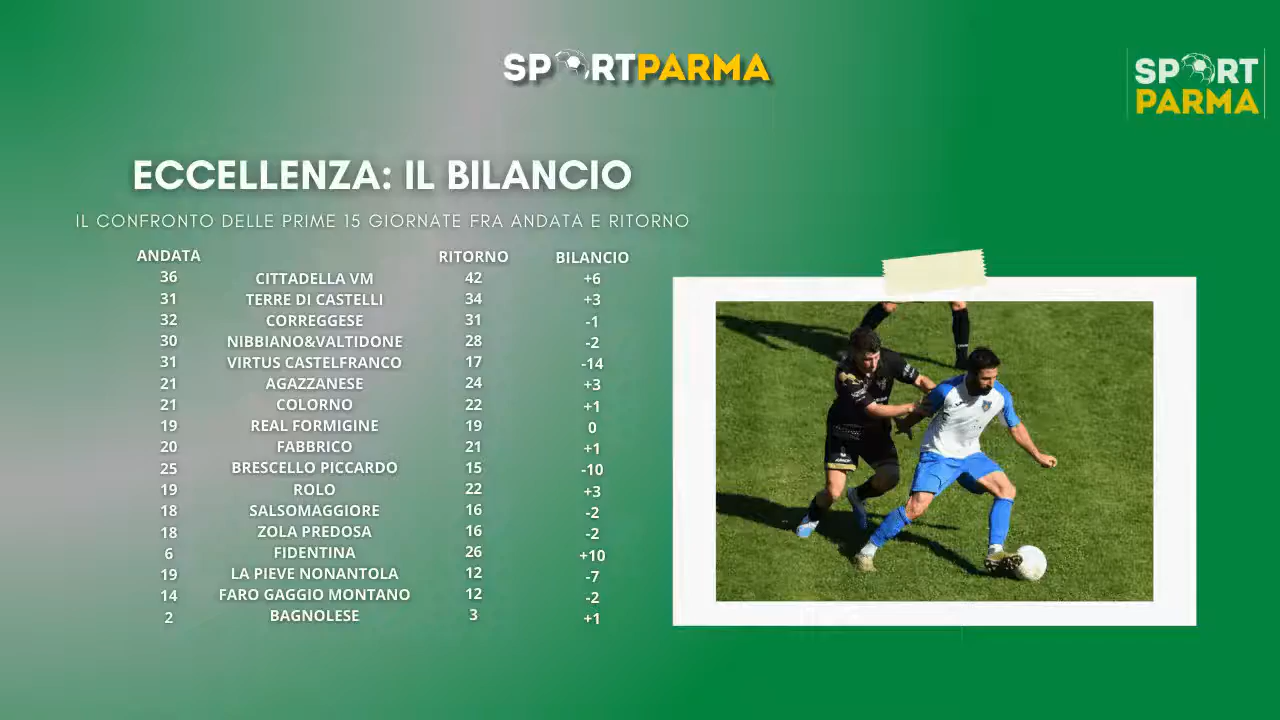 SPORTPARMA
SPORT
PARMA
ECCELLENZA: IL BILANCIO
IL CONFRONTO DELLE PRIME 15 GIORNATE FRA ANDATA E RITORNO
ANDATA RITORNO BILANCIO
36 CITTADELLA VM 42 +6
31 TERRE DI CASTELLI 34 +3
32 CORREGGESE 31 -1
30 NIBBIANO&VALTIDONE 28 -2
31 VIRTUS CASTELFRANCO 17 -14
21 AGAZZANESE 24 +3
21 COLORNO 22 +1
19 REAL FORMIGINE 19 0
20 FABBRICO 21 +1
25 BRESCELLO PICCARDO 15 -10
19 ROLO 22 +3
18 SALSOMAGGIORE 16 -2
18 ZOLA PREDOSA 16 -2
6 FIDENTINA 26 +10
19 LA PIEVE NONANTOLA 12 -7
14 FARO GAGGIO MONTANO 12 -2
2 BAGNOLESE 3 +1